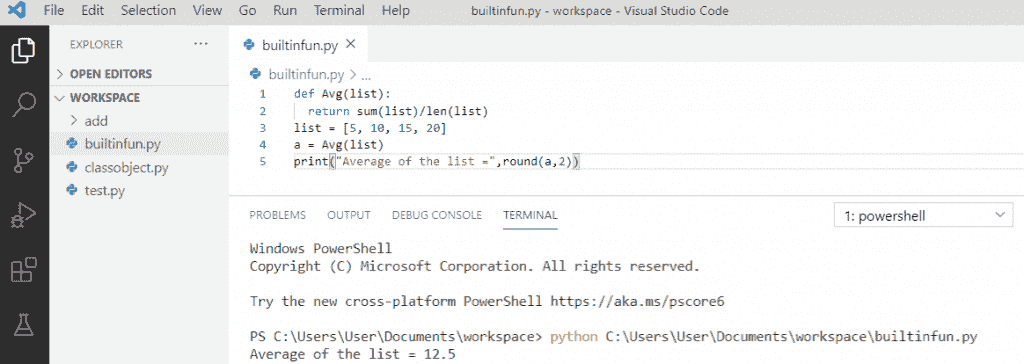 File Edit Selection View Go Run Terminal Help builtinfun.py - workspace - Visual Studio Code
EXPLORER ...
OPEN EDITORS
WORKSPACE
add
builtinfun.py
classobject.py
test.py
builtinfun.py
builtinfun.py > ...
1 def Avg(list):
2 return sum(list)/len(list)
3 list = [5, 10, 15, 20]
4 a = Avg(list)
5 print("Average of the list =",round(a,2))
PROBLEMS OUTPUT DEBUG CONSOLE TERMINAL 1: powershell
Windows PowerShell
Copyright (C) Microsoft Corporation. All rights reserved.
Try the new cross-platform PowerShell https://aka.ms/pscore6
PS C:\Users\User\Documents\workspace> python C:\Users\User\Documents\workspace\builtinfun.py
Average of the list = 12.5